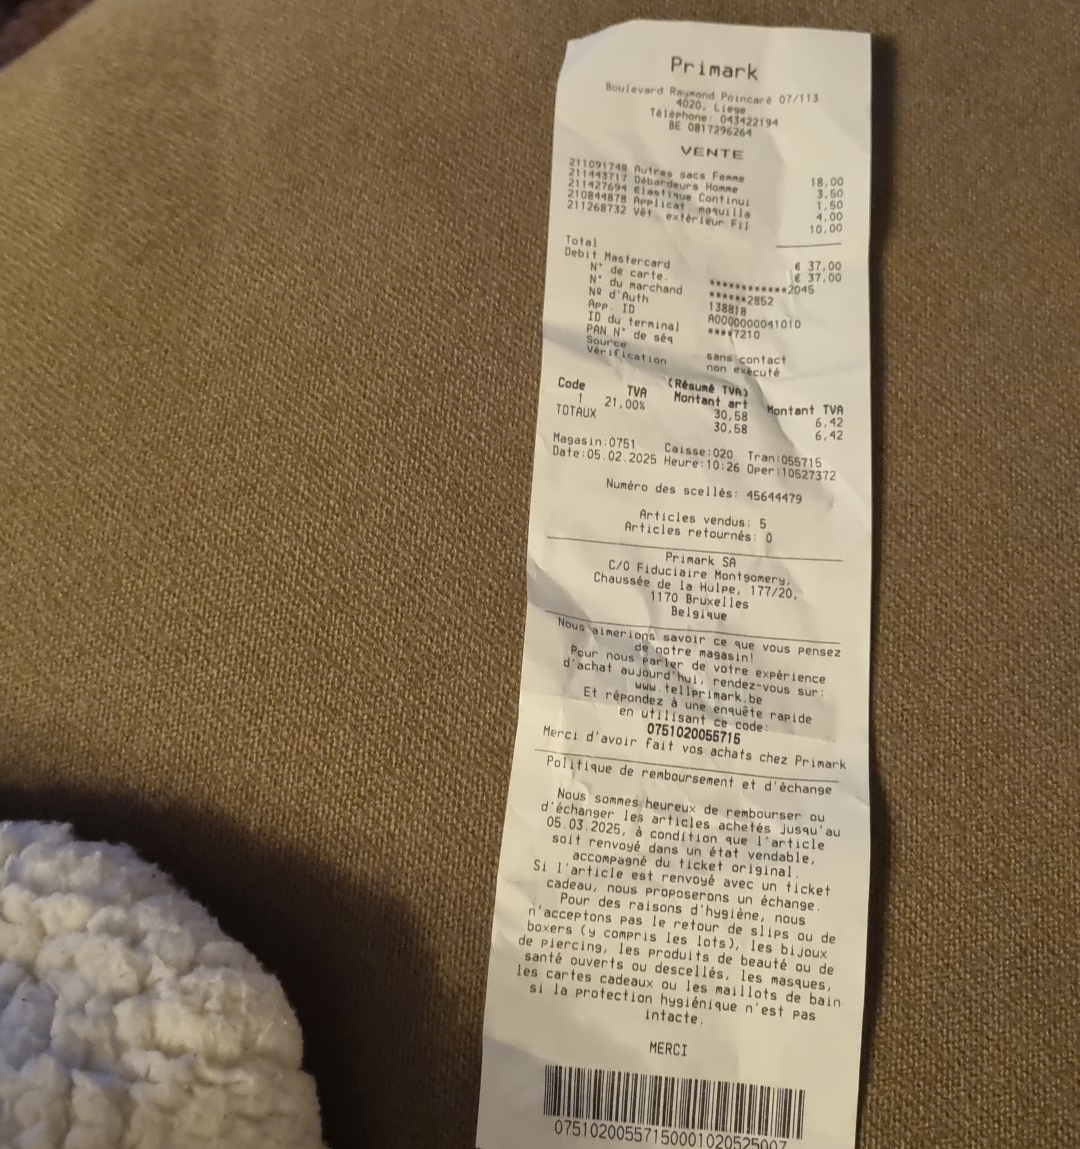 Primark
Boulevard Raymond Poincaré 07/113
4020, Liege
Téléphone: 043422194
BE 0817296264
VENTE
211091748 Autres sacs Femme 18,00
211443717 Débardeurs Homme 3,50
211427694 élastique Continui 1,50
210844878 Applicat. maquilla 4,00
211268732 Vêt. extérieur Fil 10,00
Total € 37,00
Debit Mastercard € 37,00
N° de carte. ************2045
N° du marchand ******2852
Nº d'Auth 138818
App. ID A0000000041010
ID du terminal ****7210
PAN N° de séq
Source sans contact
Vérification non exécuté
(Résumé TVA)
Code TVA Montant art Montant TVA
1 21,00% 30,58 6,42
TOTAUX 30,58 6,42
Magasin:0751 Caisse:020 Tran:055715
Date:05.02.2025 Heure:10:26 Oper:10527372
Numéro des scellés: 45644479
Articles vendus: 5
Articles retournés: 0
Primark SA
C/O Fiduciaire Montgomery,
Chaussée de la Hulpe, 177/20,
1170 Bruxelles
Belgique
Nous aimerions savoir ce que vous pensez
de notre magasin!
Pour nous parler de votre expérience
d'achat aujourd'hui, rendez-vous sur:
www.tellprimark.be
Et répondez à une enquête rapide
en utilisant ce code:
0751020055715
Merci d'avoir fait vos achats chez Primark
Politique de remboursement et d'échange
Nous sommes heureux de rembourser ou
d'échanger les articles achetés jusqu'au
05.03.2025, à condition que l'article
soit renvoyé dans un état vendable,
accompagné du ticket original.
Si l'article est renvoyé avec un ticket
cadeau, nous proposerons un échange.
Pour des raisons d'hygiène, nous
n'acceptons pas le retour de slips ou de
boxers (y compris les lots), les bijoux
de piercing, les produits de beauté ou de
santé ouverts ou descellés, les masques,
les cartes cadeaux ou les maillots de bain
si la protection hygiénique n'est pas
intacte.
MERCI
07510200557150001020525007